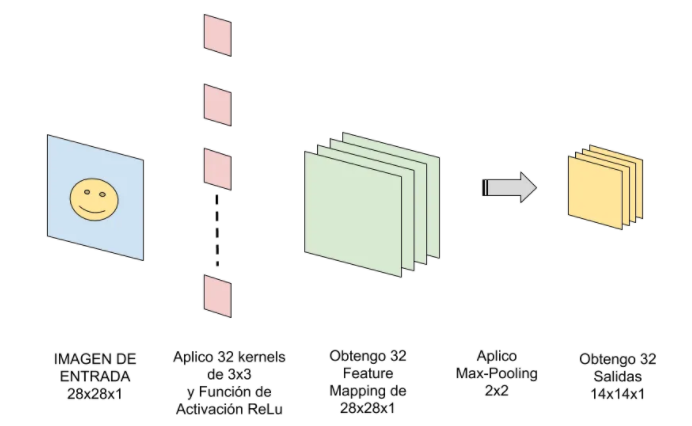 IMAGEN DE
ENTRADA
28x28x1
Aplico 32 kernels
de 3x3
y Función de
Activación ReLu
Obtengo 32
Feature
Mapping de
28x28x1
Aplico
Max-Pooling
2x2
Obtengo 32
Salidas
14x14x1